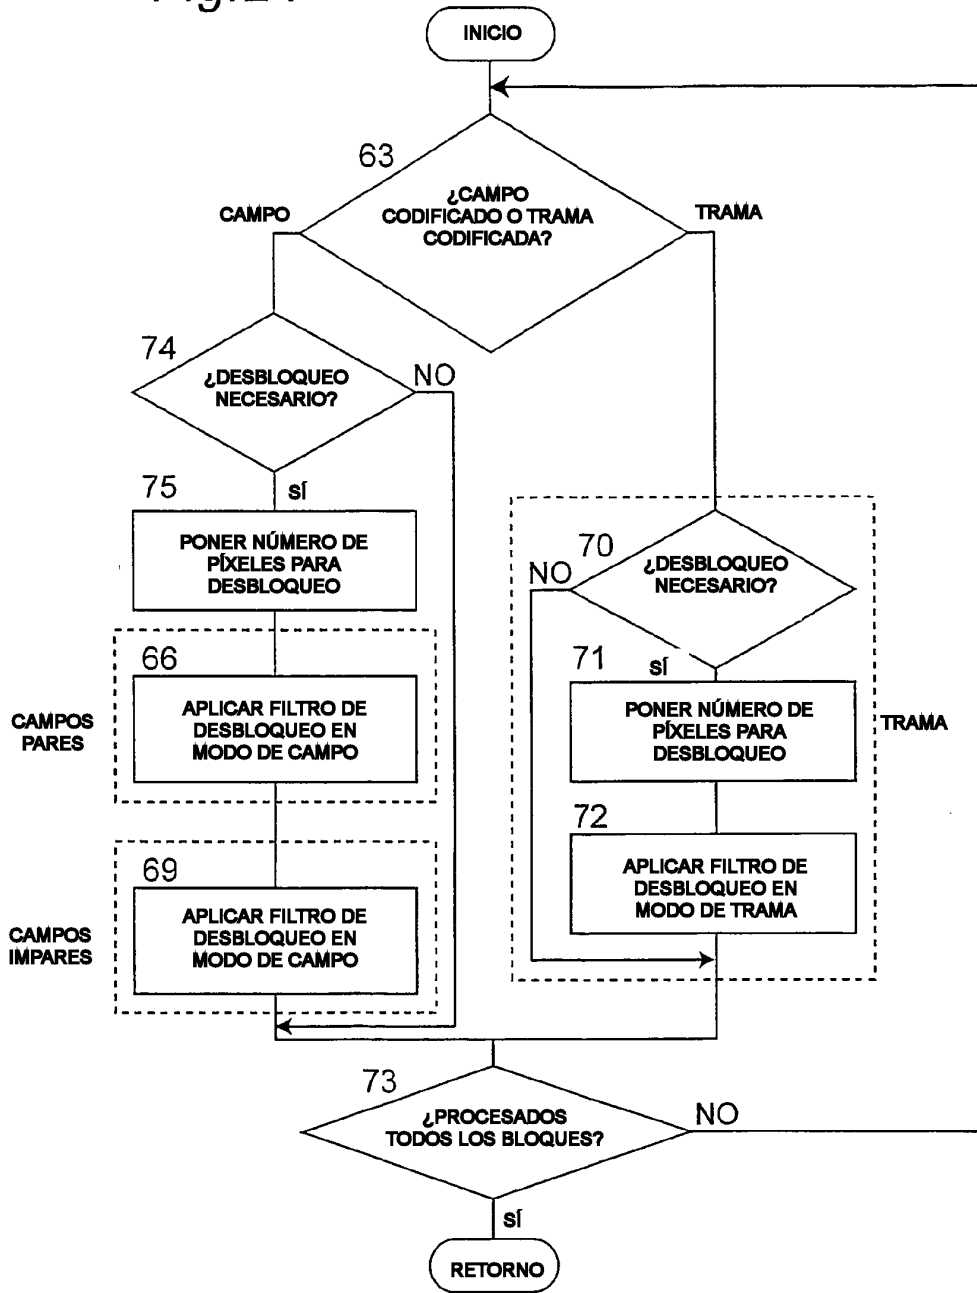 INICIO
63
¿CAMPO
CODIFICADO O TRAMA
CODIFICADA?
CAMPO
TRAMA
74
¿DESBLOQUEO
NECESARIO?
NO
SÍ
75
PONER NÚMERO DE
PÍXELES PARA
DESBLOQUEO
66
APLICAR FILTRO DE
DESBLOQUEO EN
MODO DE CAMPO
CAMPOS
PARES
69
APLICAR FILTRO DE
DESBLOQUEO EN
MODO DE CAMPO
CAMPOS
IMPARES
70
¿DESBLOQUEO
NECESARIO?
NO
SÍ
71
PONER NÚMERO DE
PÍXELES PARA
DESBLOQUEO
TRAMA
72
APLICAR FILTRO DE
DESBLOQUEO EN
MODO DE TRAMA
73
¿PROCESADOS
TODOS LOS BLOQUES?
NO
SÍ
RETORNO